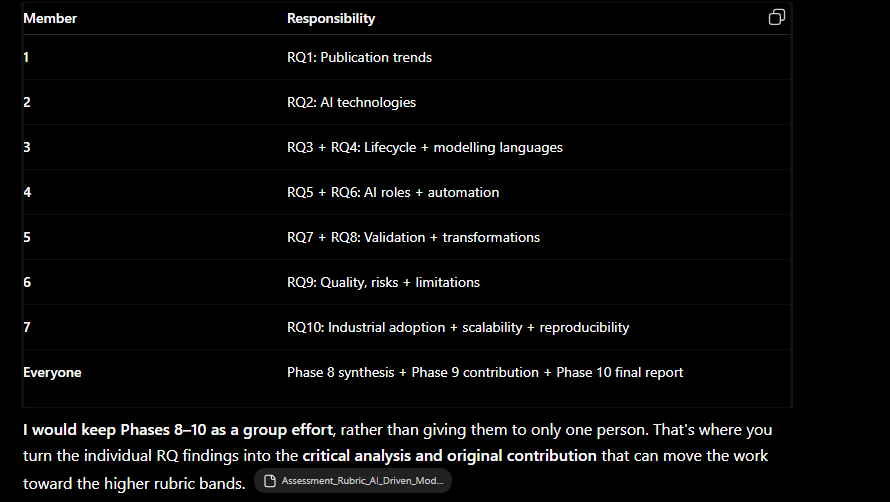 Member Responsibility
1 RQ1: Publication trends
2 RQ2: AI technologies
3 RQ3 + RQ4: Lifecycle + modelling languages
4 RQ5 + RQ6: AI roles + automation
5 RQ7 + RQ8: Validation + transformations
6 RQ9: Quality, risks + limitations
7 RQ10: Industrial adoption + scalability + reproducibility
Everyone Phase 8 synthesis + Phase 9 contribution + Phase 10 final report
I would keep Phases 8–10 as a group effort, rather than giving them to only one person. That's where you
turn the individual RQ findings into the critical analysis and original contribution that can move the work
toward the higher rubric bands. Assessment_Rubric_AI_Driven_Mod...